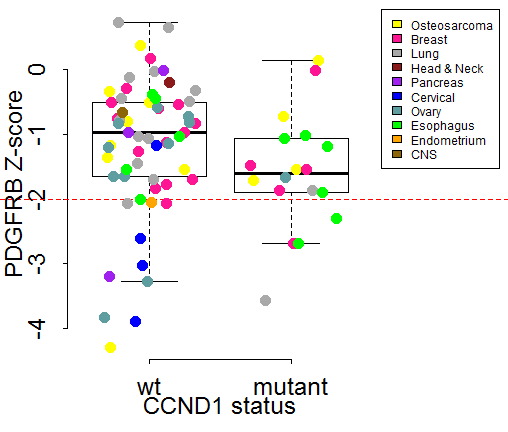 Osteosarcoma
Breast
Lung
Head & Neck
Pancreas
Cervical
Ovary
Esophagus
Endometrium
CNS
PDGFRB Z-score
0
-1
-2
-3
-4
wt
mutant
CCND1 status